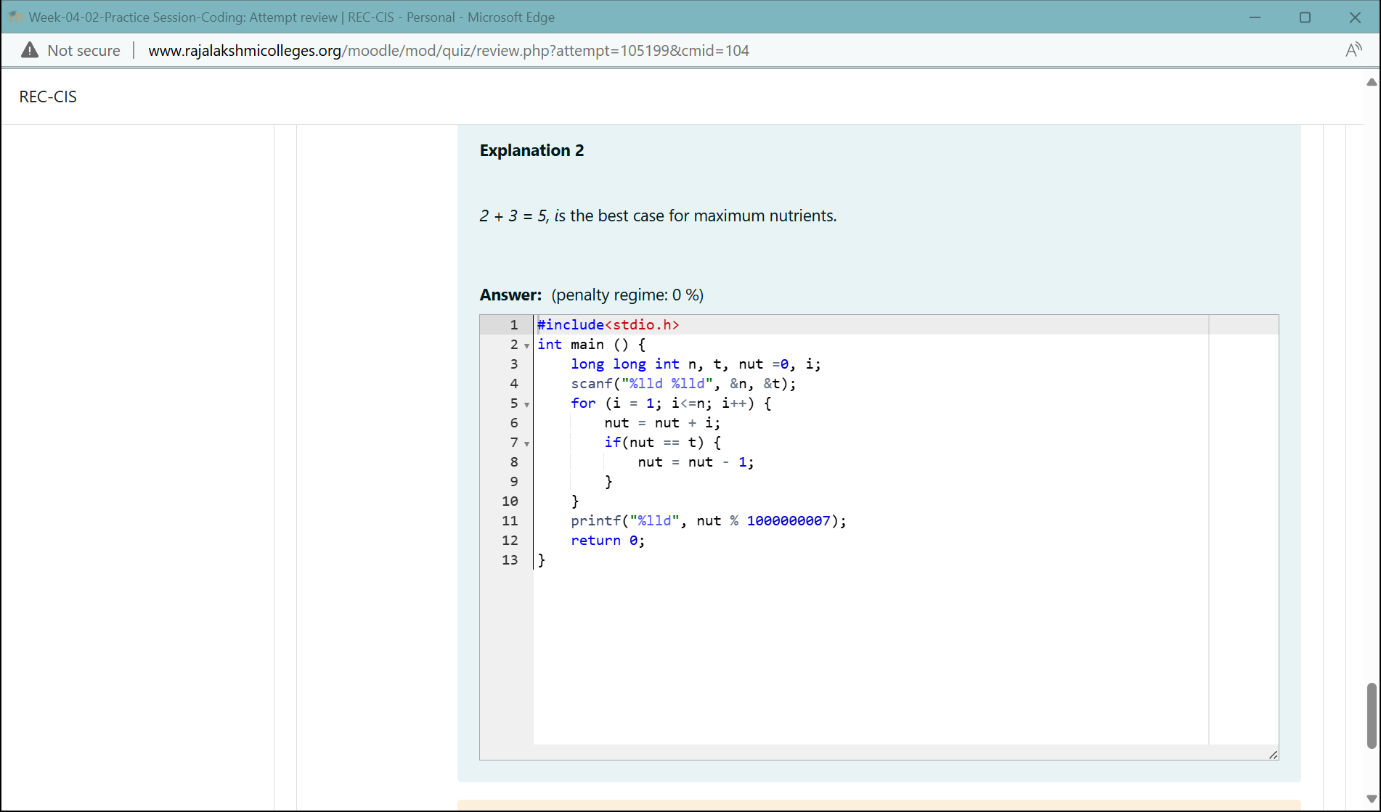 Week-04-02-Practice Session-Coding: Attempt review | REC-CIS - Personal - Microsoft Edge
Not secure | www.rajalakshmicolleges.org/moodle/mod/quiz/review.php?attempt=105199&cmid=104
REC-CIS
Explanation 2
2 + 3 = 5, is the best case for maximum nutrients.
Answer: (penalty regime: 0 %)
1 #include<stdio.h>
2 int main () {
3     long long int n, t, nut =0, i;
4     scanf("%lld %lld", &n, &t);
5     for (i = 1; i<=n; i++) {
6         nut = nut + i;
7         if(nut == t) {
8             nut = nut - 1;
9         }
10     }
11     printf("%lld", nut % 1000000007);
12     return 0;
13 }